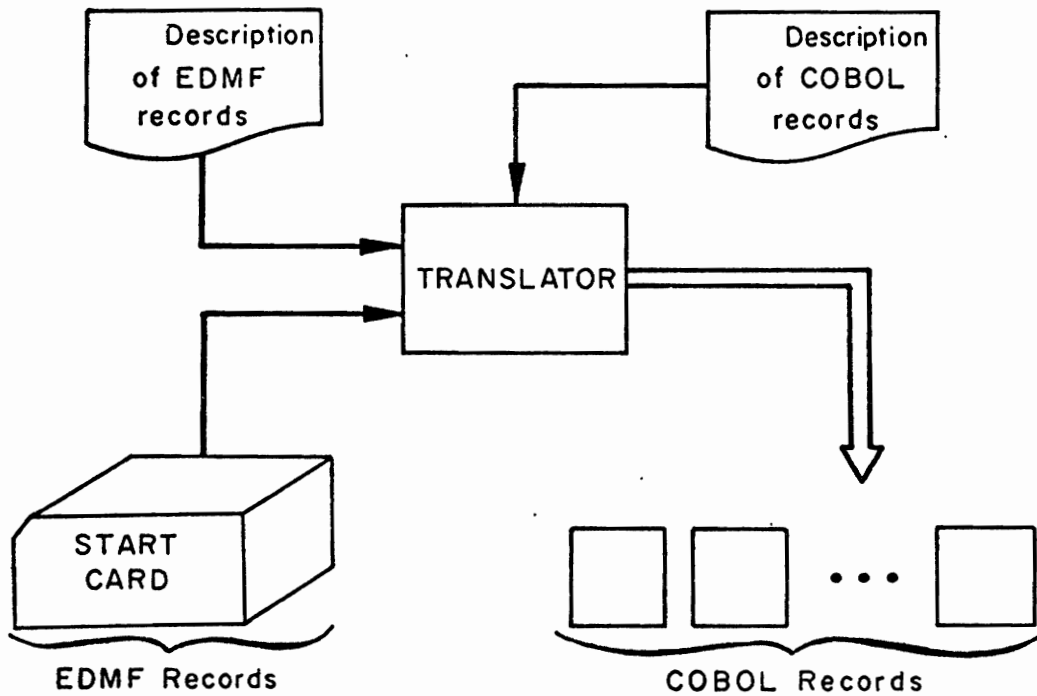 Description
of EDMF
records
Description
of COBOL
records
TRANSLATOR
START
CARD
EDMF Records
COBOL Records